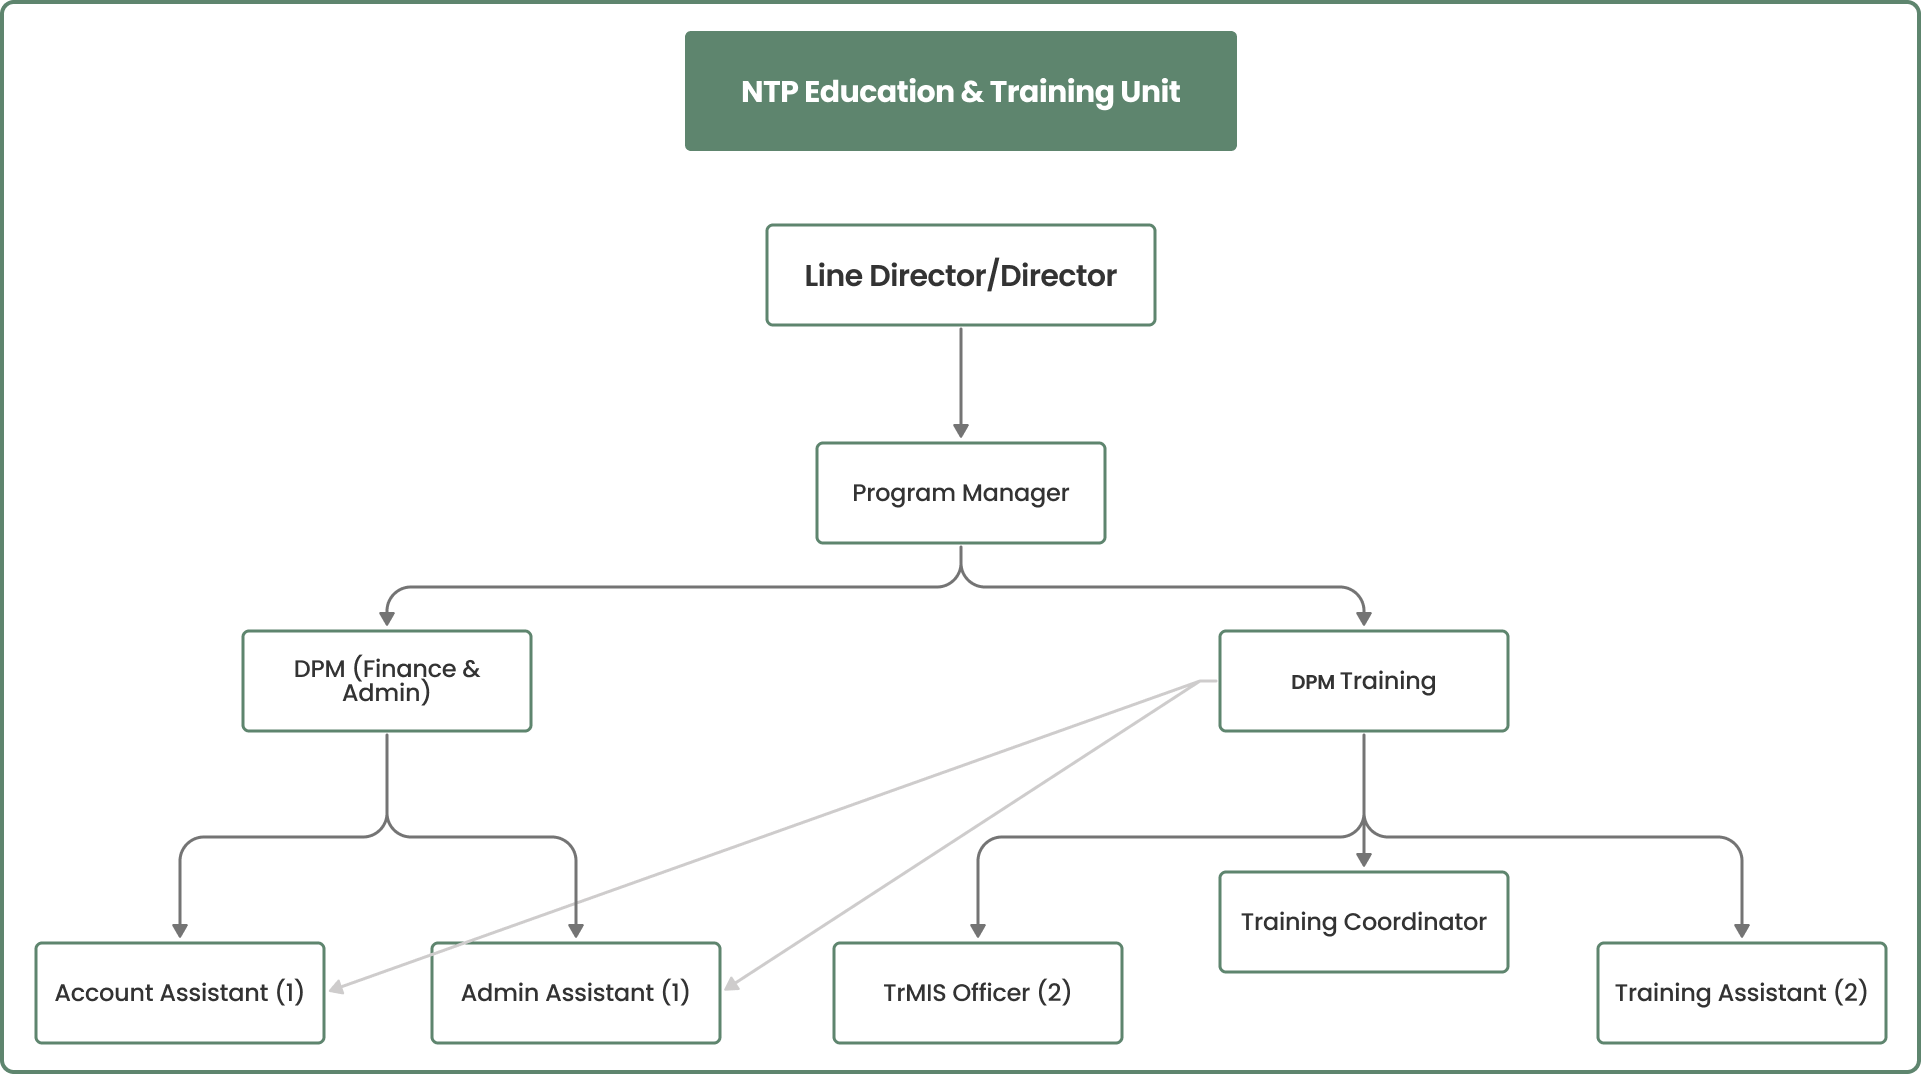 NTP Education & Training Unit
Line Director/Director
Program Manager
DPM (Finance &
Admin)
DPM Training
Training Coordinator
Account Assistant (1)
Admin Assistant (1)
TrMIS Officer (2)
Training Assistant (2)